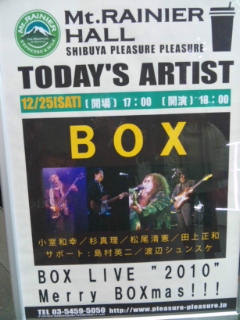 Mt.RAINIER
HALL
SHIBUYA PLEASURE PLEASURE
MT.RAINIER
TODAY'S ARTIST
12/25(SAT) [開場] 17:00 [開演] 18:00
BOX
小室和幸／杉真理／松尾清憲／田上正和
サポート：島村英二／渡辺シュンスケ
BOX LIVE "2010"
Merry BOXmas!!!
TEL 03-5459-5050 http://www.pleasure-pleasure.jp